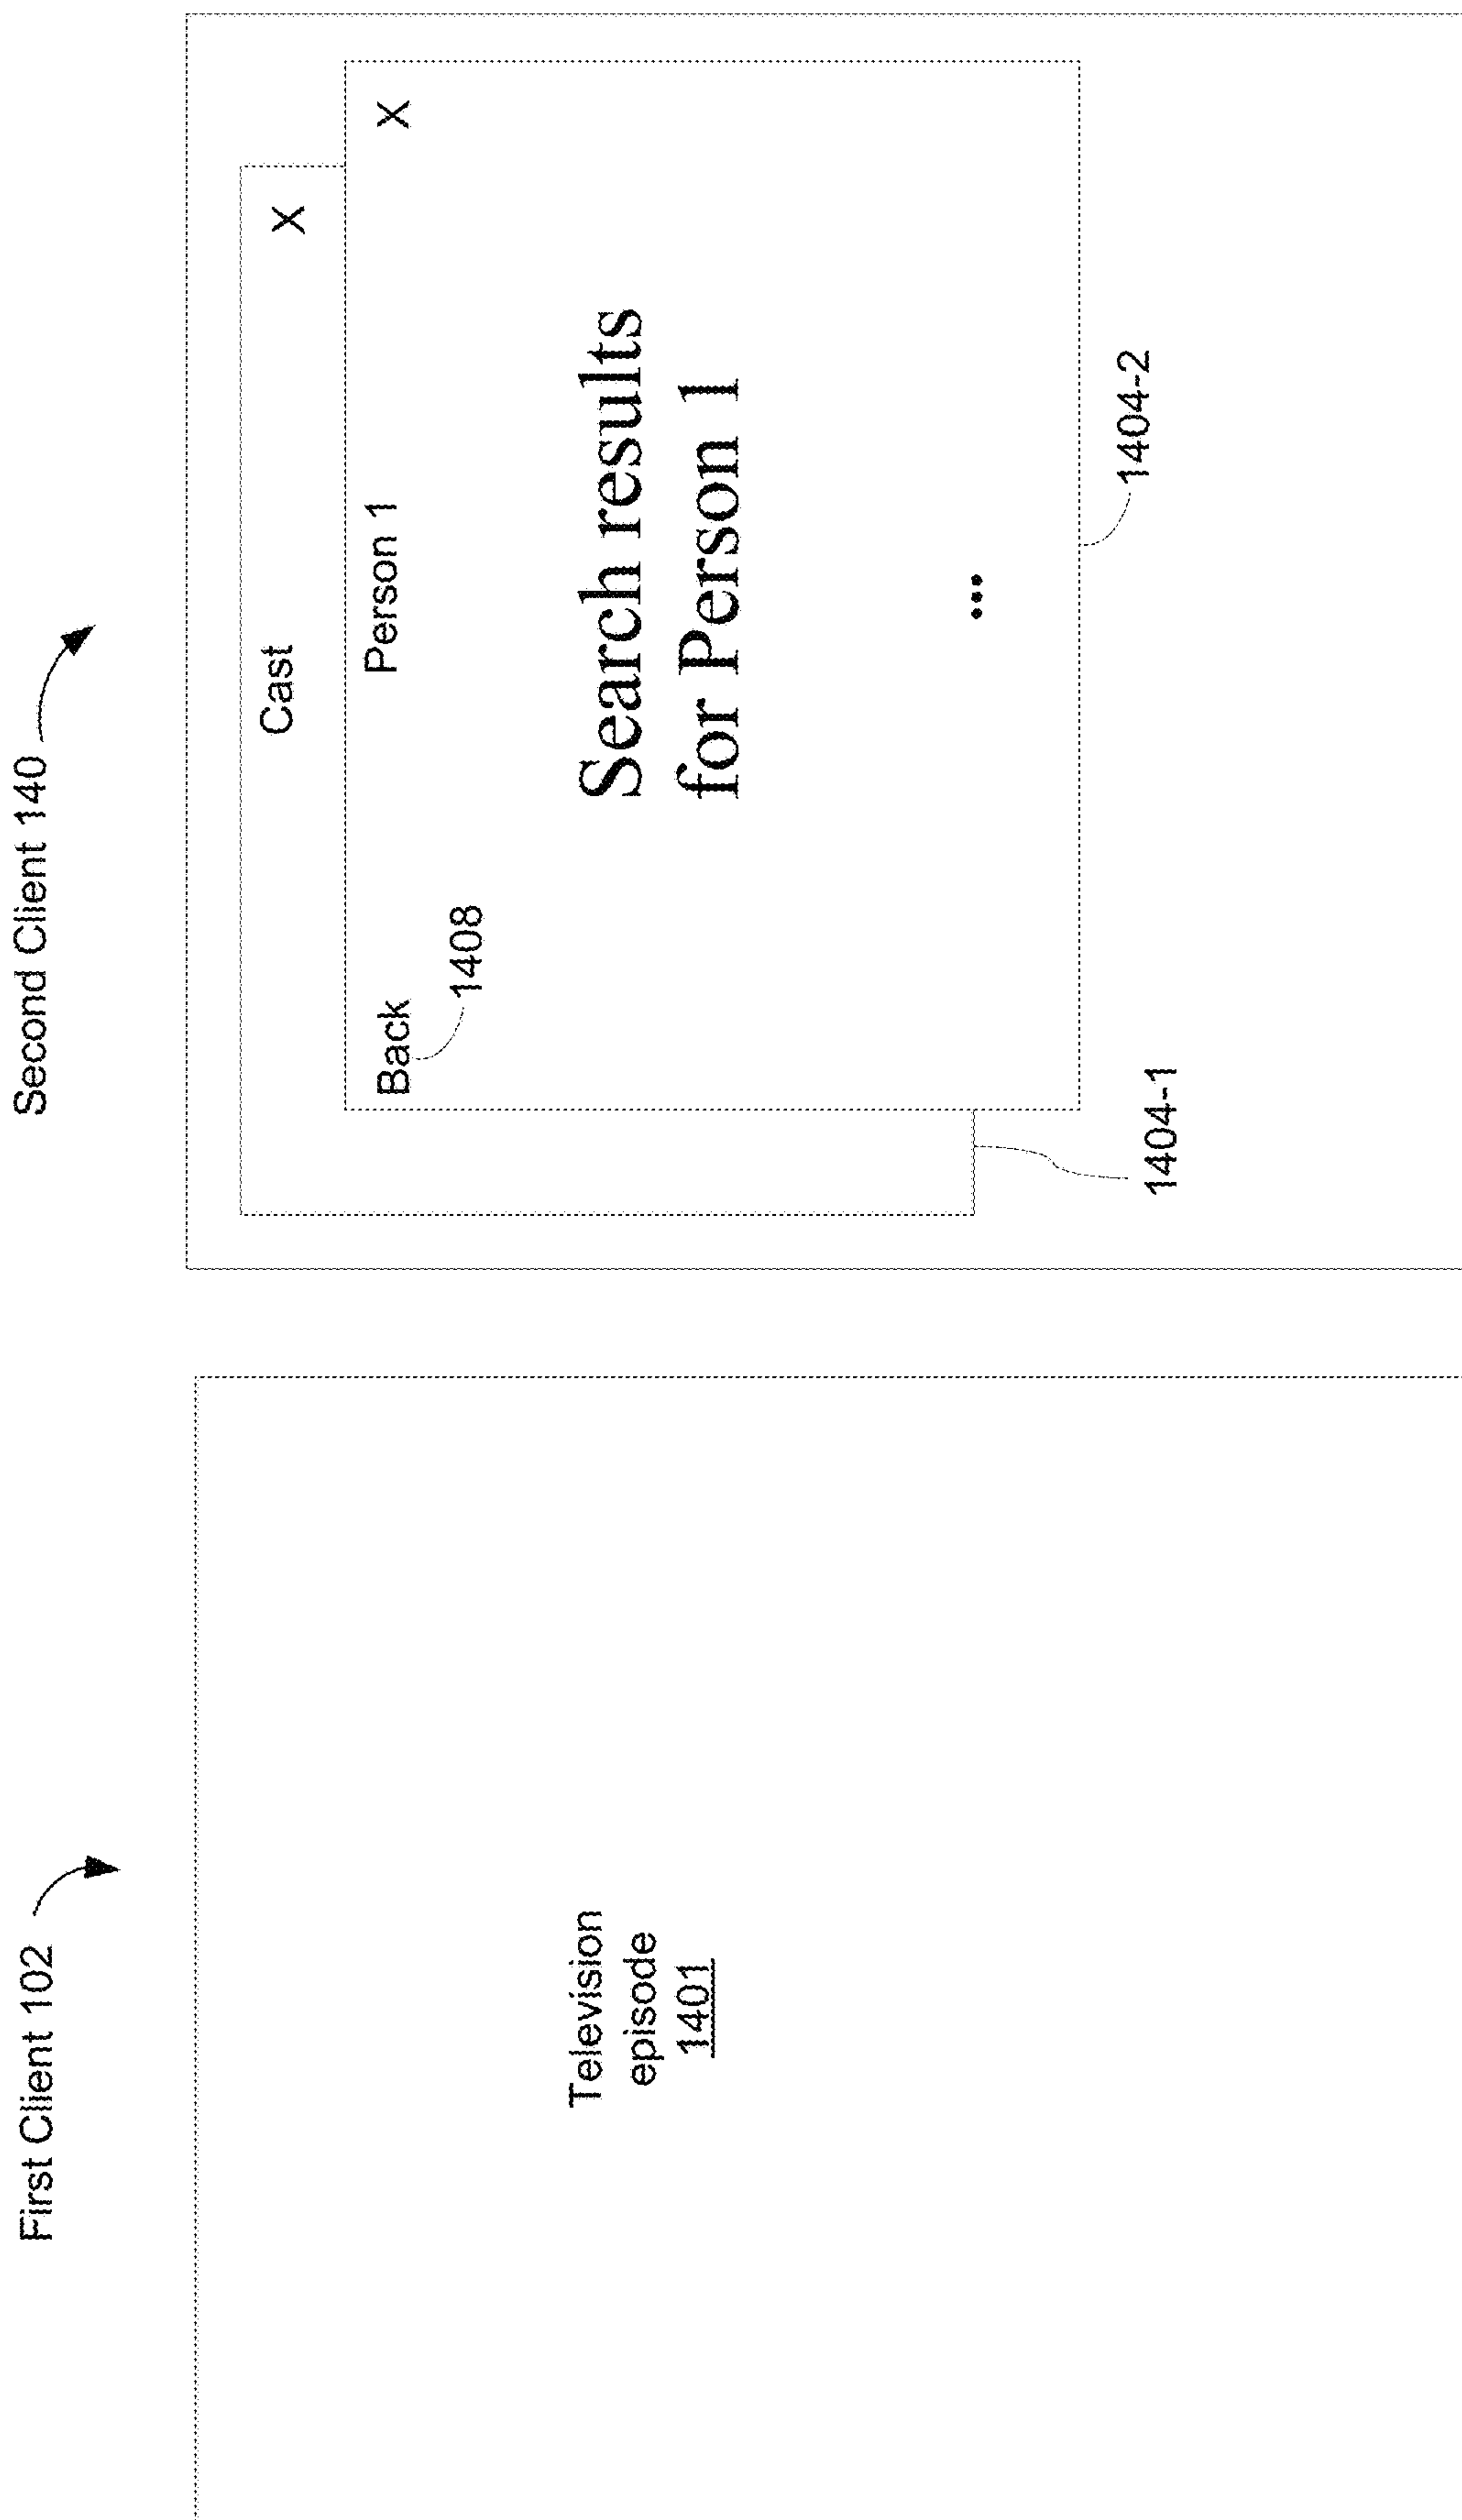 First Client 102
Television
episode
1401
Second Client 140
Cast
X
Back
Person 1
X
1408
Search results
for Person 1
...
1404-1
1404-2